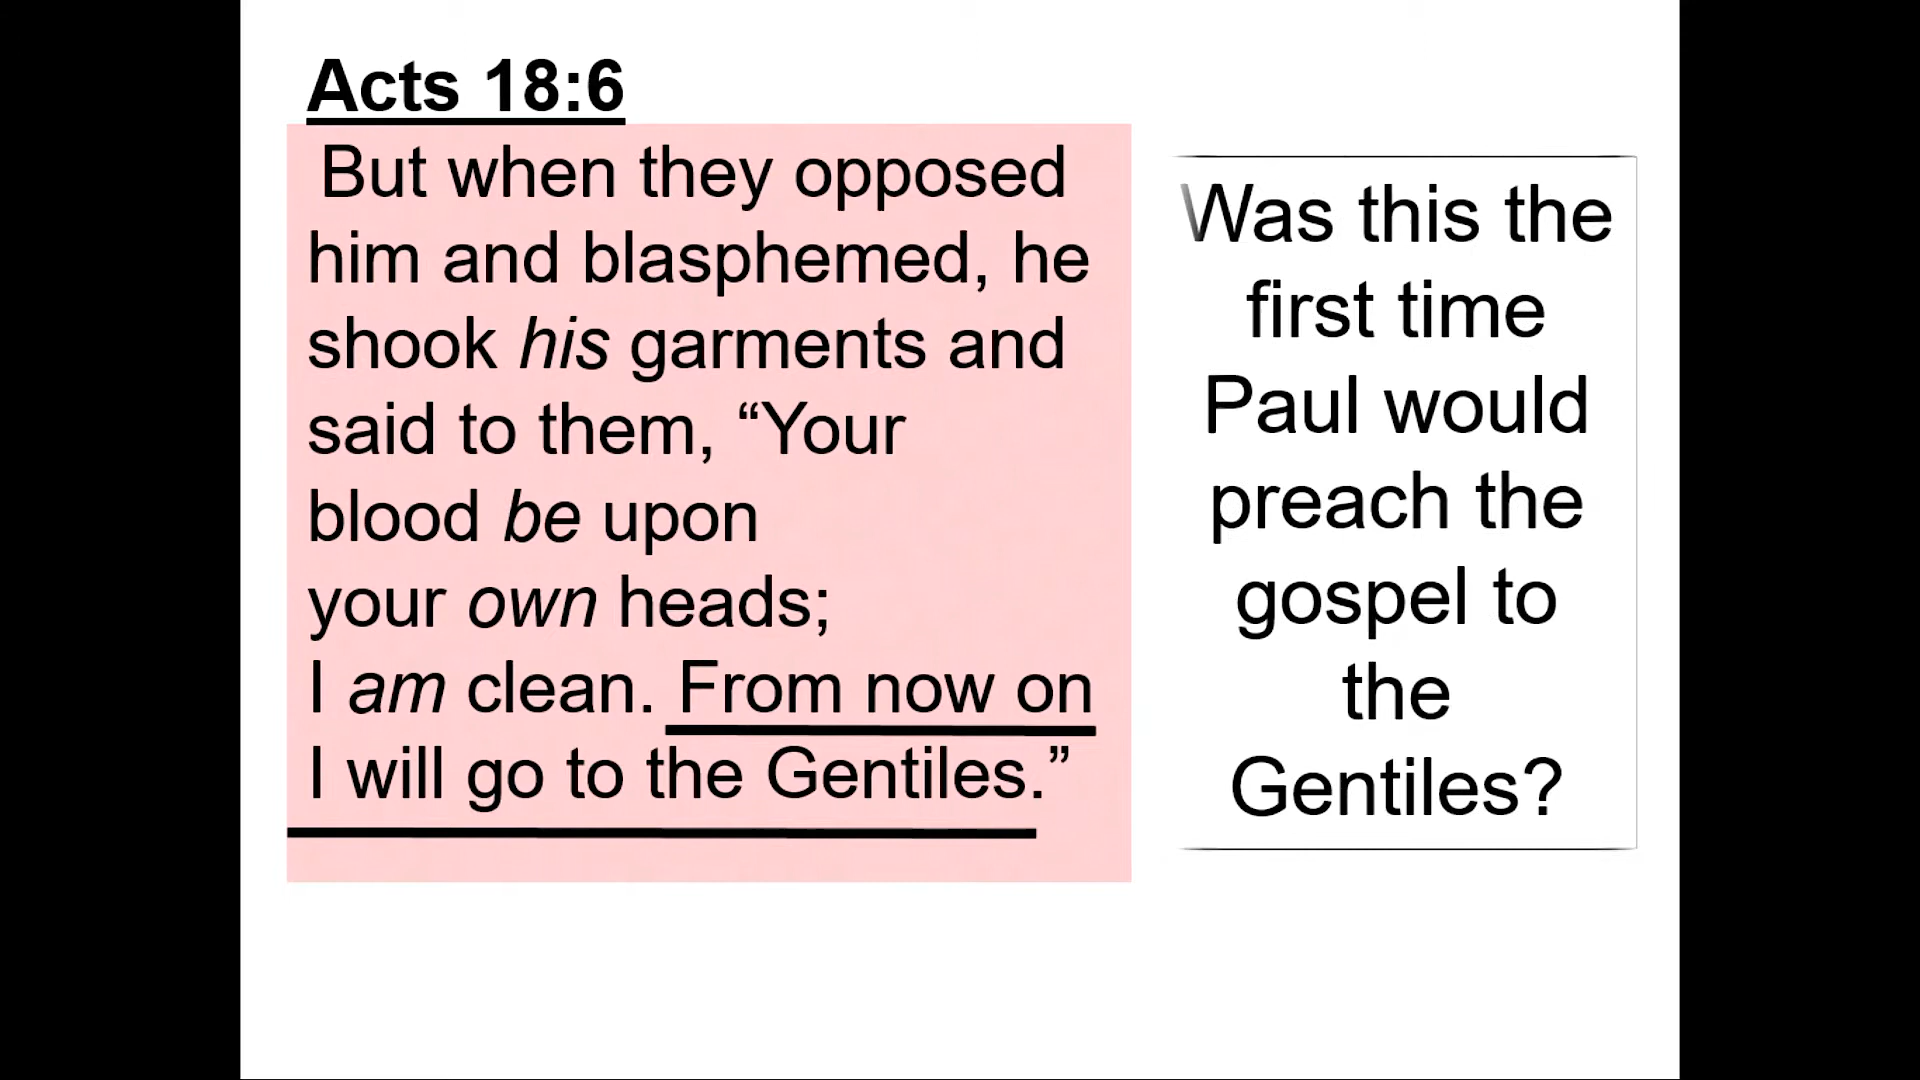 Acts 18:6
But when they opposed
him and blasphemed, he
shook his garments and
said to them, “Your
blood be upon
your own heads;
I am clean. From now on
I will go to the Gentiles.”
Was this the
first time
Paul would
preach the
gospel to
the
Gentiles?